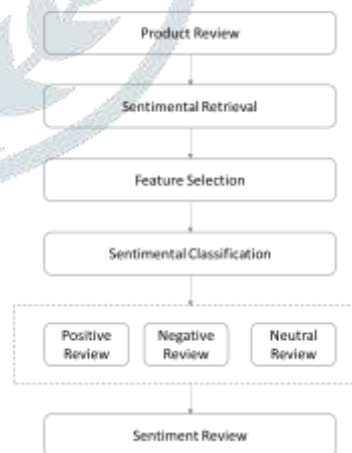 Product Review
Sentimental Retrieval
Feature Selection
Sentimental Classification
Positive
Review
Negative
Review
Neutral
Review
Sentiment Review